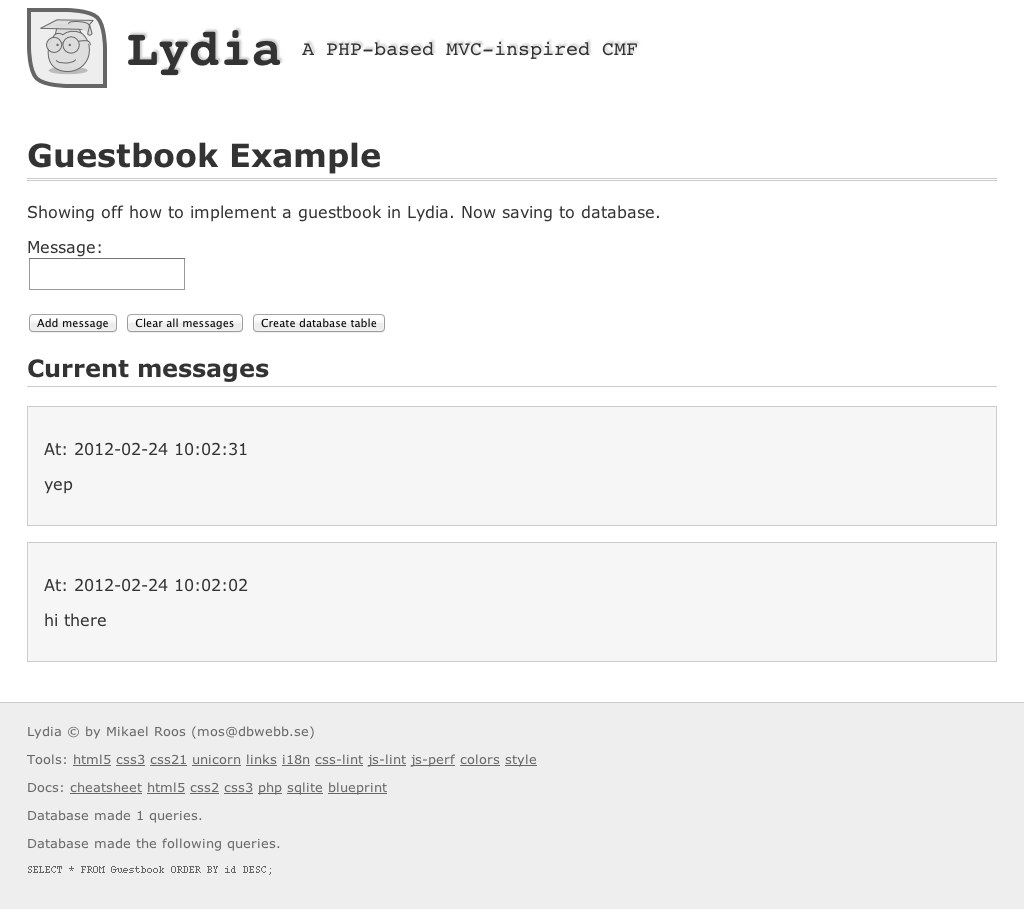 Lydia
A PHP-based MVC-inspired CMF
Guestbook Example
Showing off how to implement a guestbook in Lydia. Now saving to database.
Message:
Add message Clear all messages Create database table
Current messages
At: 2012-02-24 10:02:31
yep
At: 2012-02-24 10:02:02
hi there
Lydia © by Mikael Roos (mos@dbwebb.se)
Tools: html5 css3 css21 unicorn links i18n css-lint js-lint js-perf colors style
Docs: cheatsheet html5 css2 css3 php sqlite blueprint
Database made 1 queries.
Database made the following queries.
SELECT * FROM Guestbook ORDER BY id DESC;